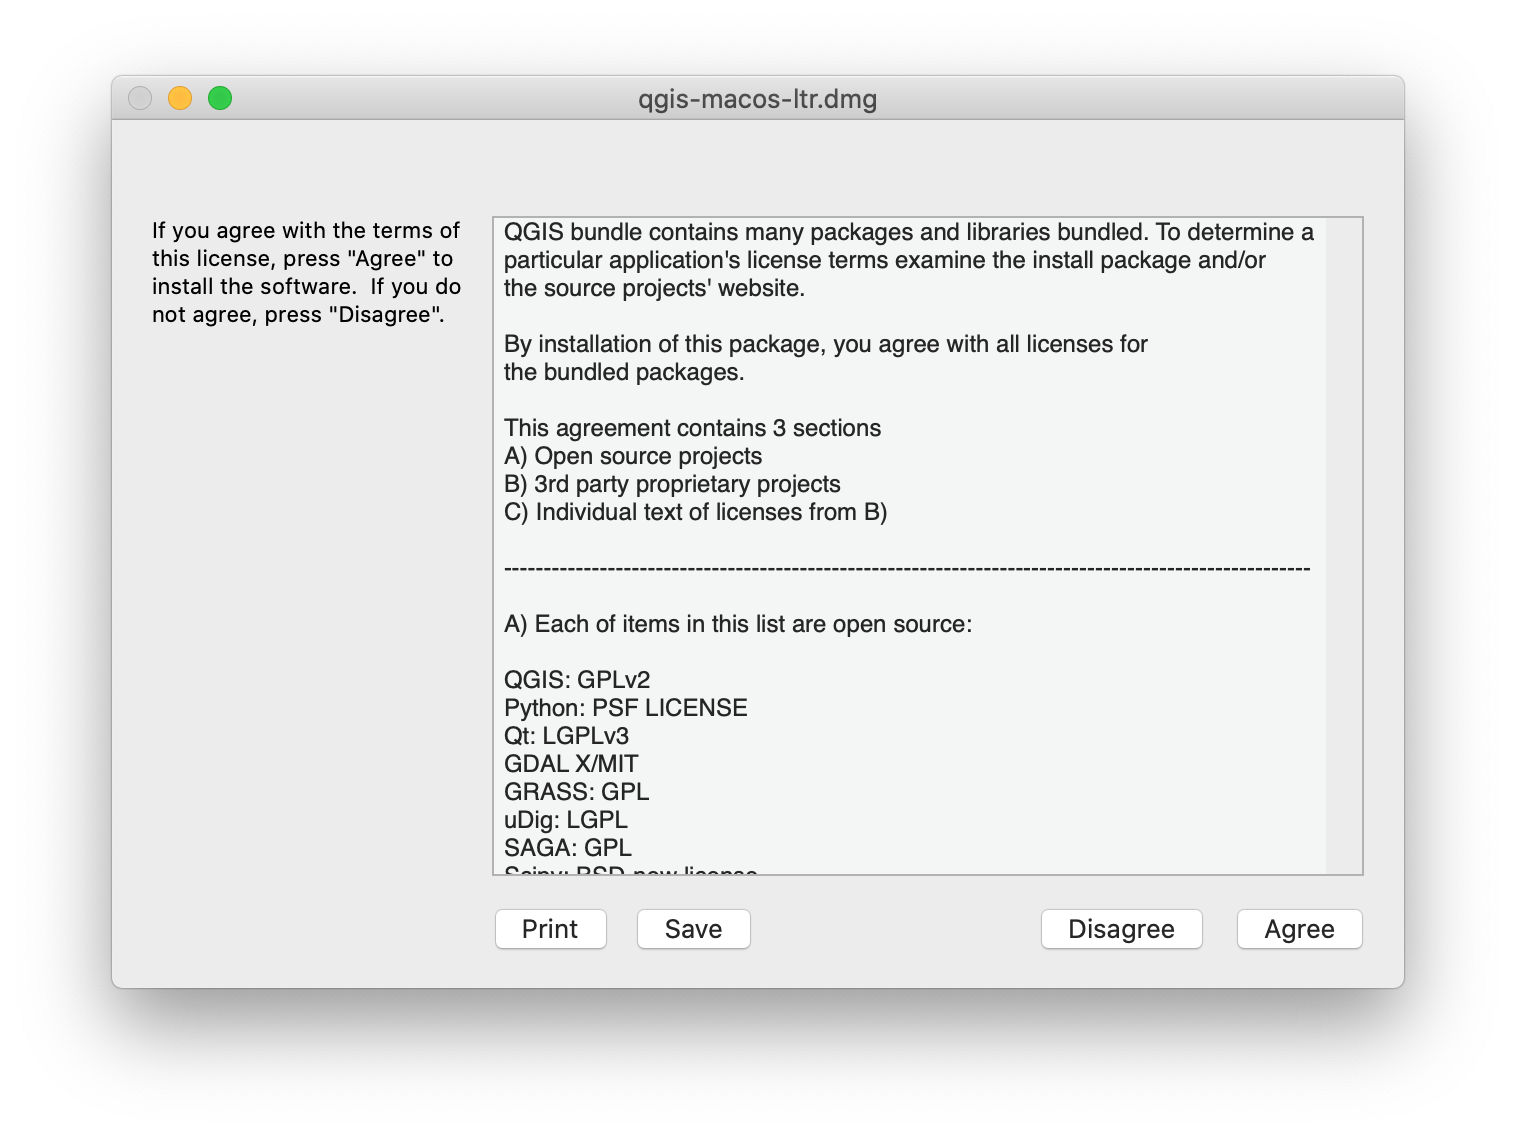 qgis-macos-ltr.dmg
If you agree with the terms of
this license, press "Agree" to
install the software.  If you do
not agree, press "Disagree".
QGIS bundle contains many packages and libraries bundled. To determine a
particular application's license terms examine the install package and/or
the source projects' website.
By installation of this package, you agree with all licenses for
the bundled packages.
This agreement contains 3 sections
A) Open source projects
B) 3rd party proprietary projects
C) Individual text of licenses from B)
----------------------------------------------------------------------------------------------------
A) Each of items in this list are open source:
QGIS: GPLv2
Python: PSF LICENSE
Qt: LGPLv3
GDAL X/MIT
GRASS: GPL
uDig: LGPL
SAGA: GPL
Scipy: BSD-new license
Print
Save
Disagree
Agree